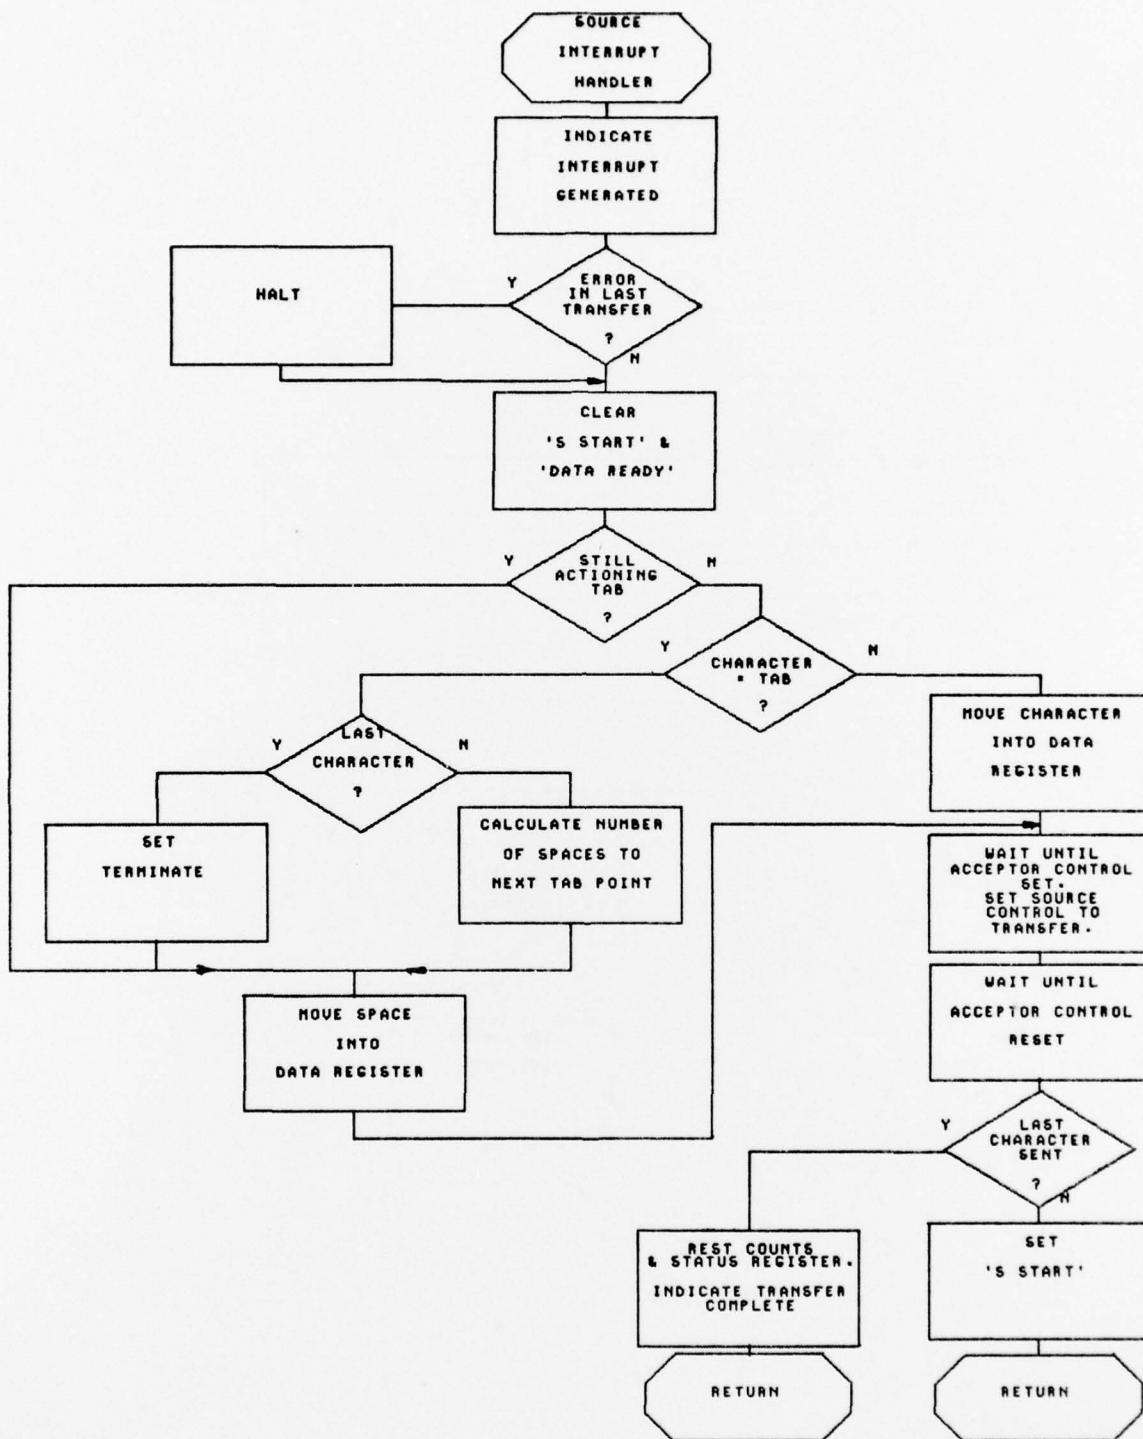 SOURCE
INTERRUPT
HANDLER
INDICATE
INTERRUPT
GENERATED
HALT
Y
ERROR
IN LAST
TRANSFER
?
N
CLEAR
'S START' &
'DATA READY'
Y
STILL
ACTIONING
TAB
?
N
Y
CHARACTER
= TAB
?
N
MOVE CHARACTER
INTO DATA
REGISTER
Y
LAST
CHARACTER
?
N
SET
TERMINATE
CALCULATE NUMBER
OF SPACES TO
NEXT TAB POINT
WAIT UNTIL
ACCEPTOR CONTROL
SET.
SET SOURCE
CONTROL TO
TRANSFER.
WAIT UNTIL
ACCEPTOR CONTROL
RESET
MOVE SPACE
INTO
DATA REGISTER
Y
LAST
CHARACTER
SENT
?
N
REST COUNTS
& STATUS REGISTER.
INDICATE TRANSFER
COMPLETE
SET
'S START'
RETURN
RETURN